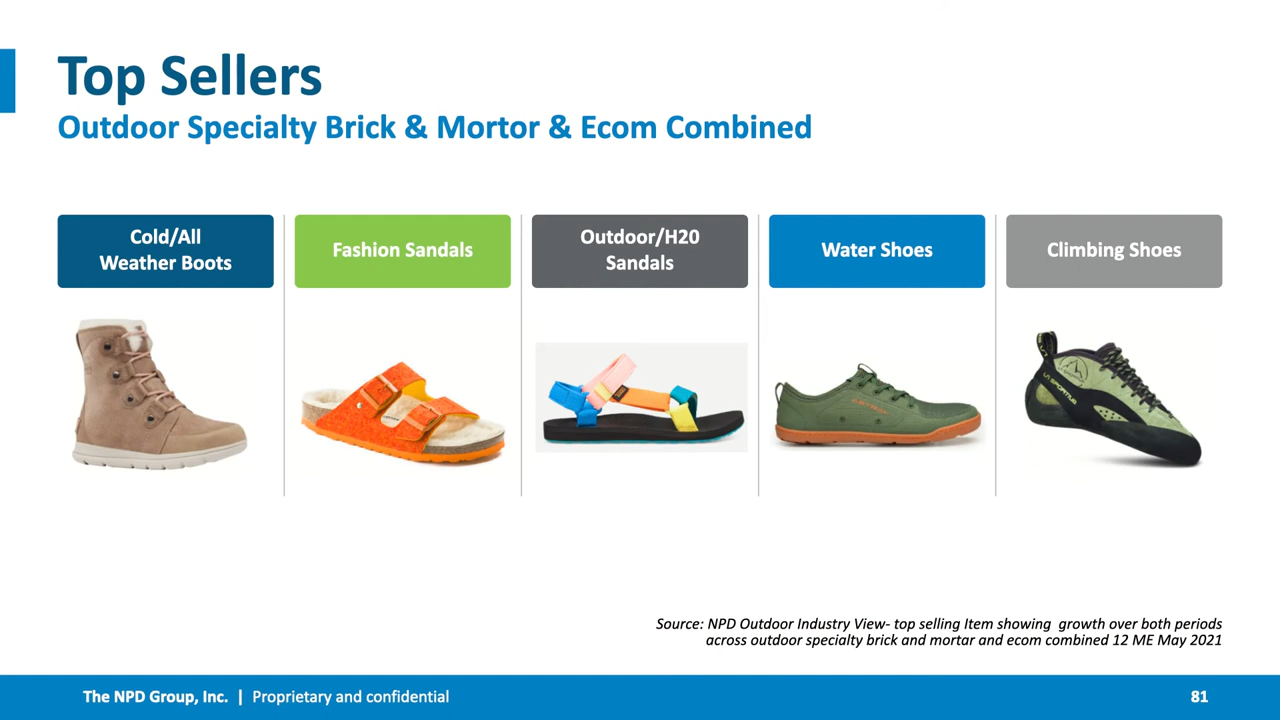 Top Sellers
Outdoor Specialty Brick & Mortor & Ecom Combined
Cold/All
Weather Boots
Fashion Sandals
Outdoor/H20
Sandals
Water Shoes
Climbing Shoes
LA SPORTIVA
Source: NPD Outdoor Industry View- top selling Item showing growth over both periods
across outdoor specialty brick and mortar and ecom combined 12 ME May 2021
The NPD Group, Inc. | Proprietary and confidential
81